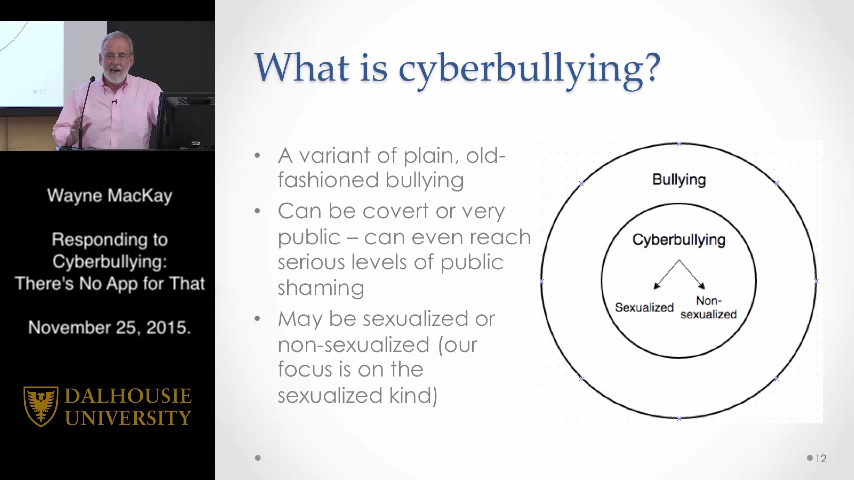 What is cyberbullying?
• A variant of plain, old-
fashioned bullying
• Can be covert or very
public – can even reach
serious levels of public
shaming
• May be sexualized or
non-sexualized (our
focus is on the
sexualized kind)
Bullying
Cyberbullying
Sexualized
Non-
sexualized
12
Wayne MacKay
Responding to
Cyberbullying:
There's No App for That
November 25, 2015.
DALHOUSIE
UNIVERSITY